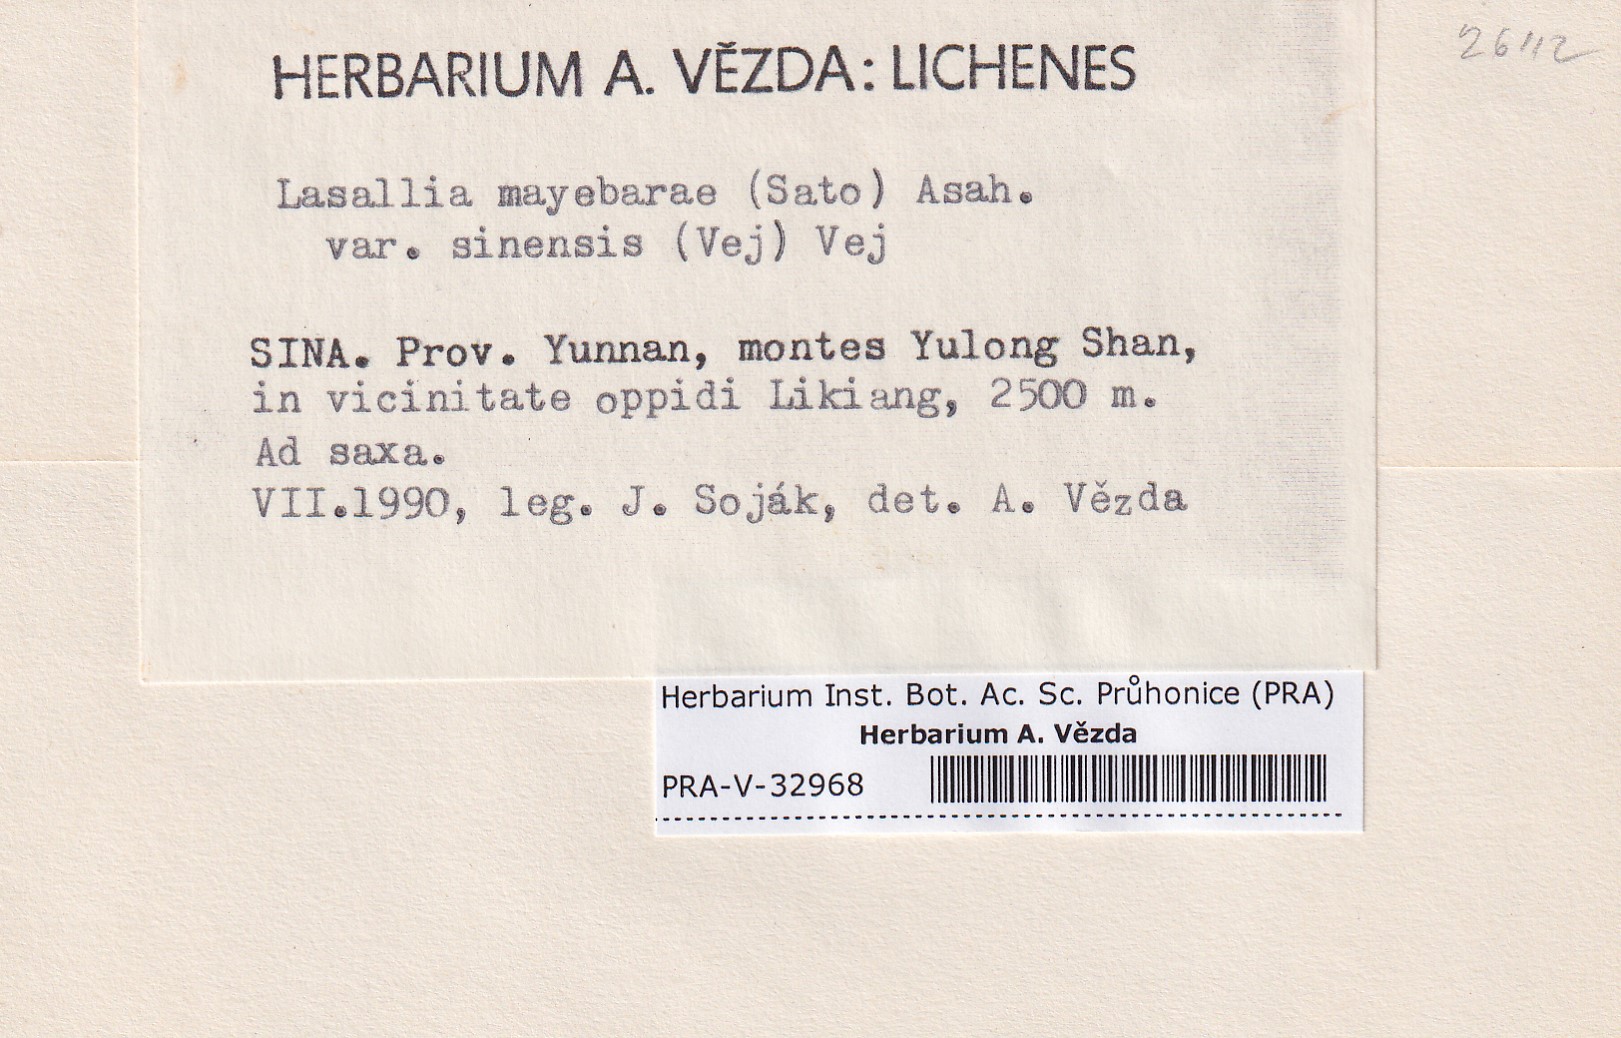 HERBARIUM A. VĚZDA: LICHENES
Lasallia mayebarae (Sato) Asah.
var. sinensis (Vej) Vej
SINA. Prov. Yunnan, montes Yulong Shan,
in vicinitate oppidi Likiang, 2500 m.
Ad saxa.
VII.1990, leg. J. Soják, det. A. Vězda
Herbarium Inst. Bot. Ac. Sc. Průhonice (PRA)
Herbarium A. Vězda
PRA-V-32968